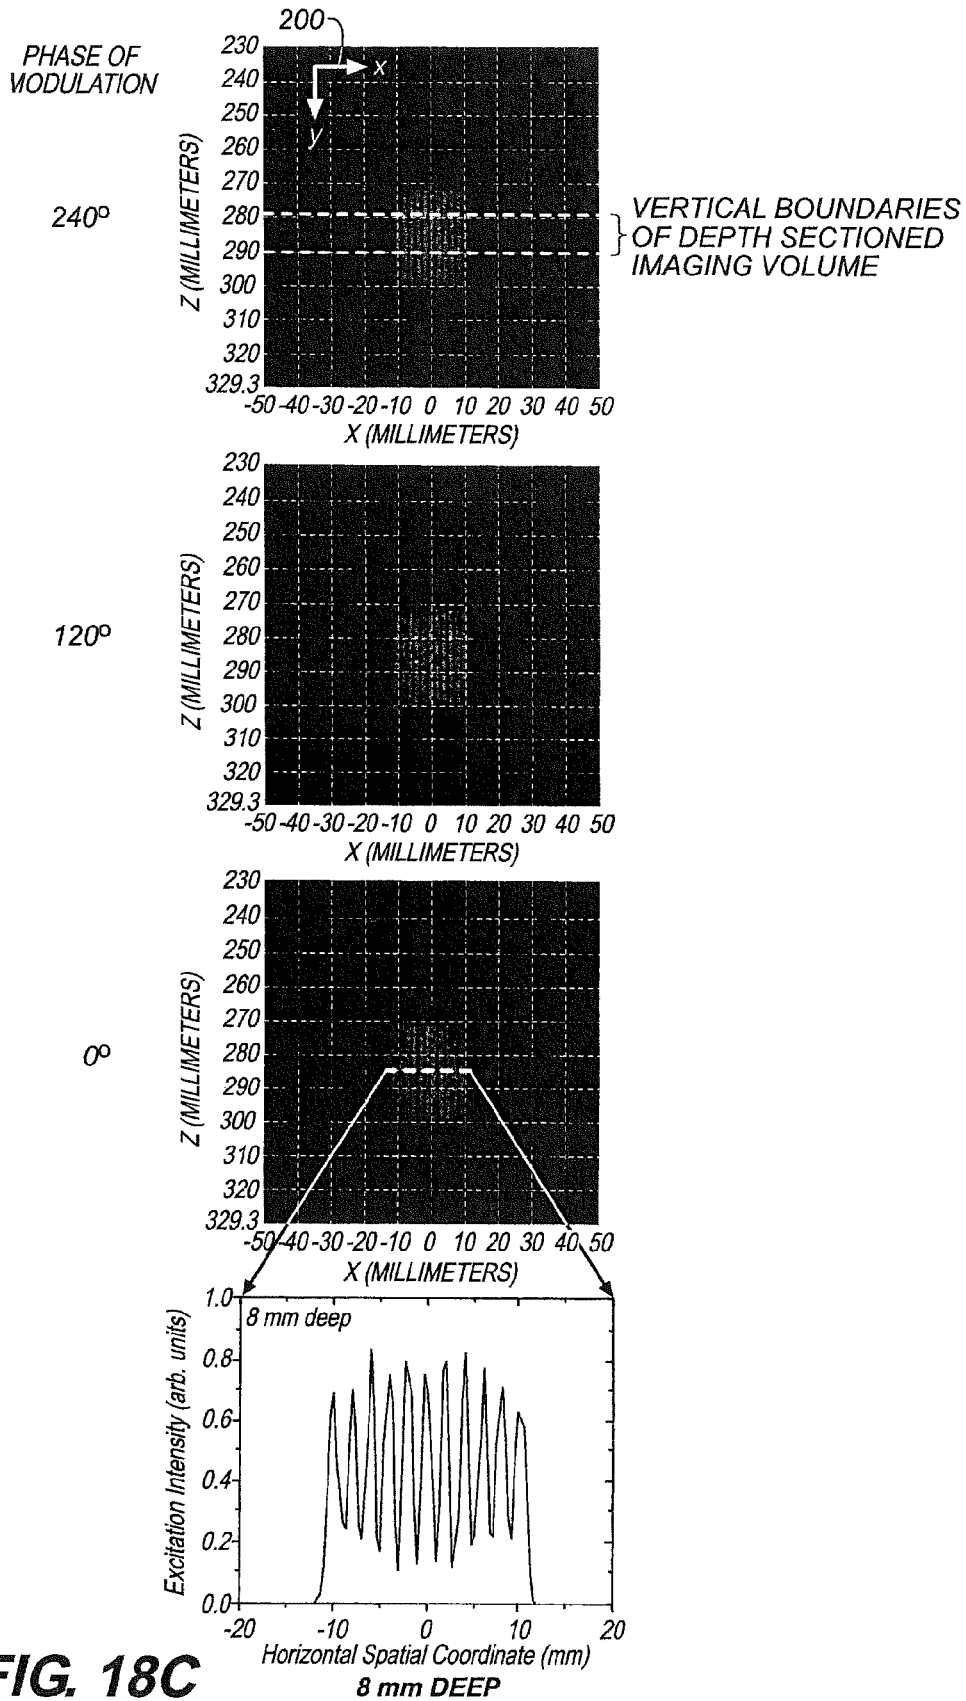 200
PHASE OF
MODULATION
230
240
250
260
270
280
290
300
310
320
329.3
x
y
Z (MILLIMETERS)
240º
VERTICAL BOUNDARIES
OF DEPTH SECTIONED
IMAGING VOLUME
-50 -40 -30 -20 -10 0 10 20 30 40 50
X (MILLIMETERS)
230
240
250
260
270
280
290
300
310
320
329.3
Z (MILLIMETERS)
120º
-50 -40 -30 -20 -10 0 10 20 30 40 50
X (MILLIMETERS)
230
240
250
260
270
280
290
300
310
320
329.3
Z (MILLIMETERS)
0º
-50 -40 -30 -20 -10 0 10 20 30 40 50
X (MILLIMETERS)
1.0
0.8
0.6
0.4
0.2
0.0
8 mm deep
Excitation Intensity (arb. units)
-20 -10 0 10 20
Horizontal Spatial Coordinate (mm)
8 mm DEEP
FIG. 18C